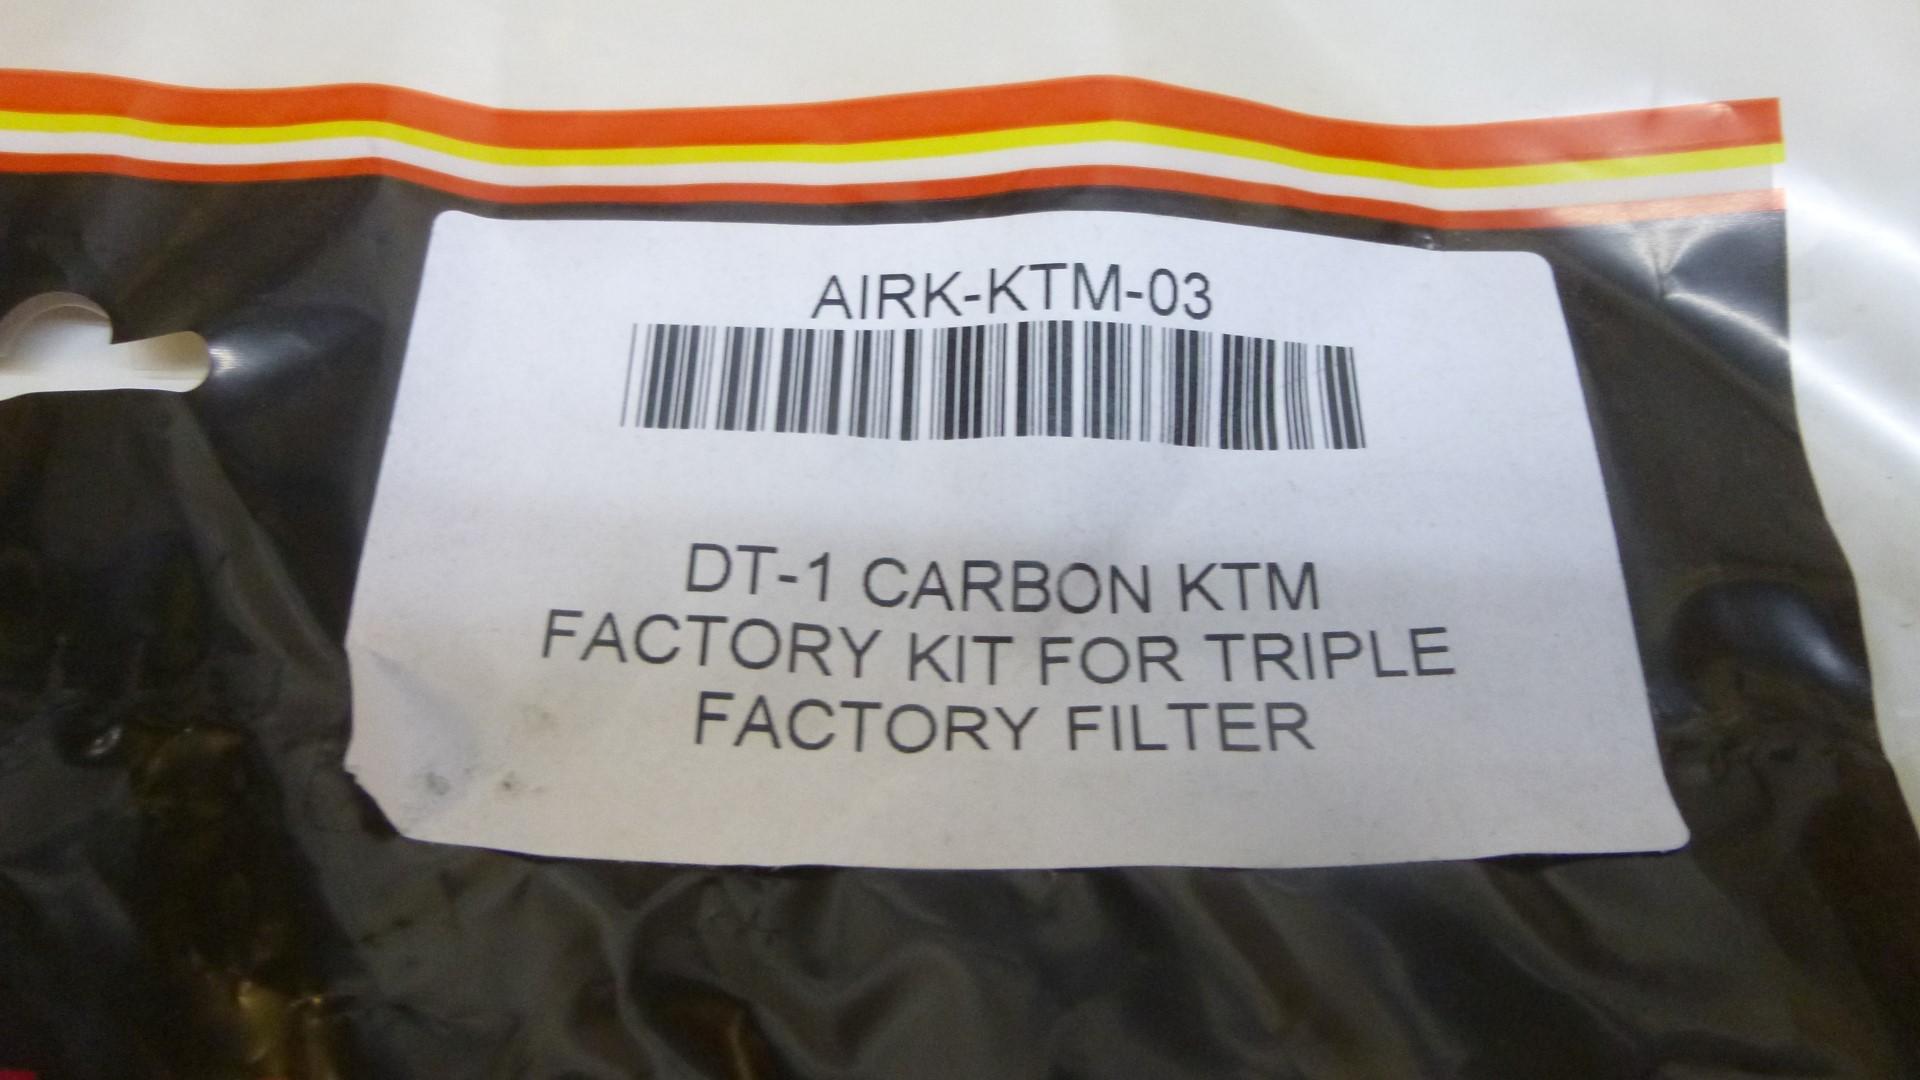 AIRK-KTM-03
DT-1 CARBON KTM
FACTORY KIT FOR TRIPLE
FACTORY FILTER